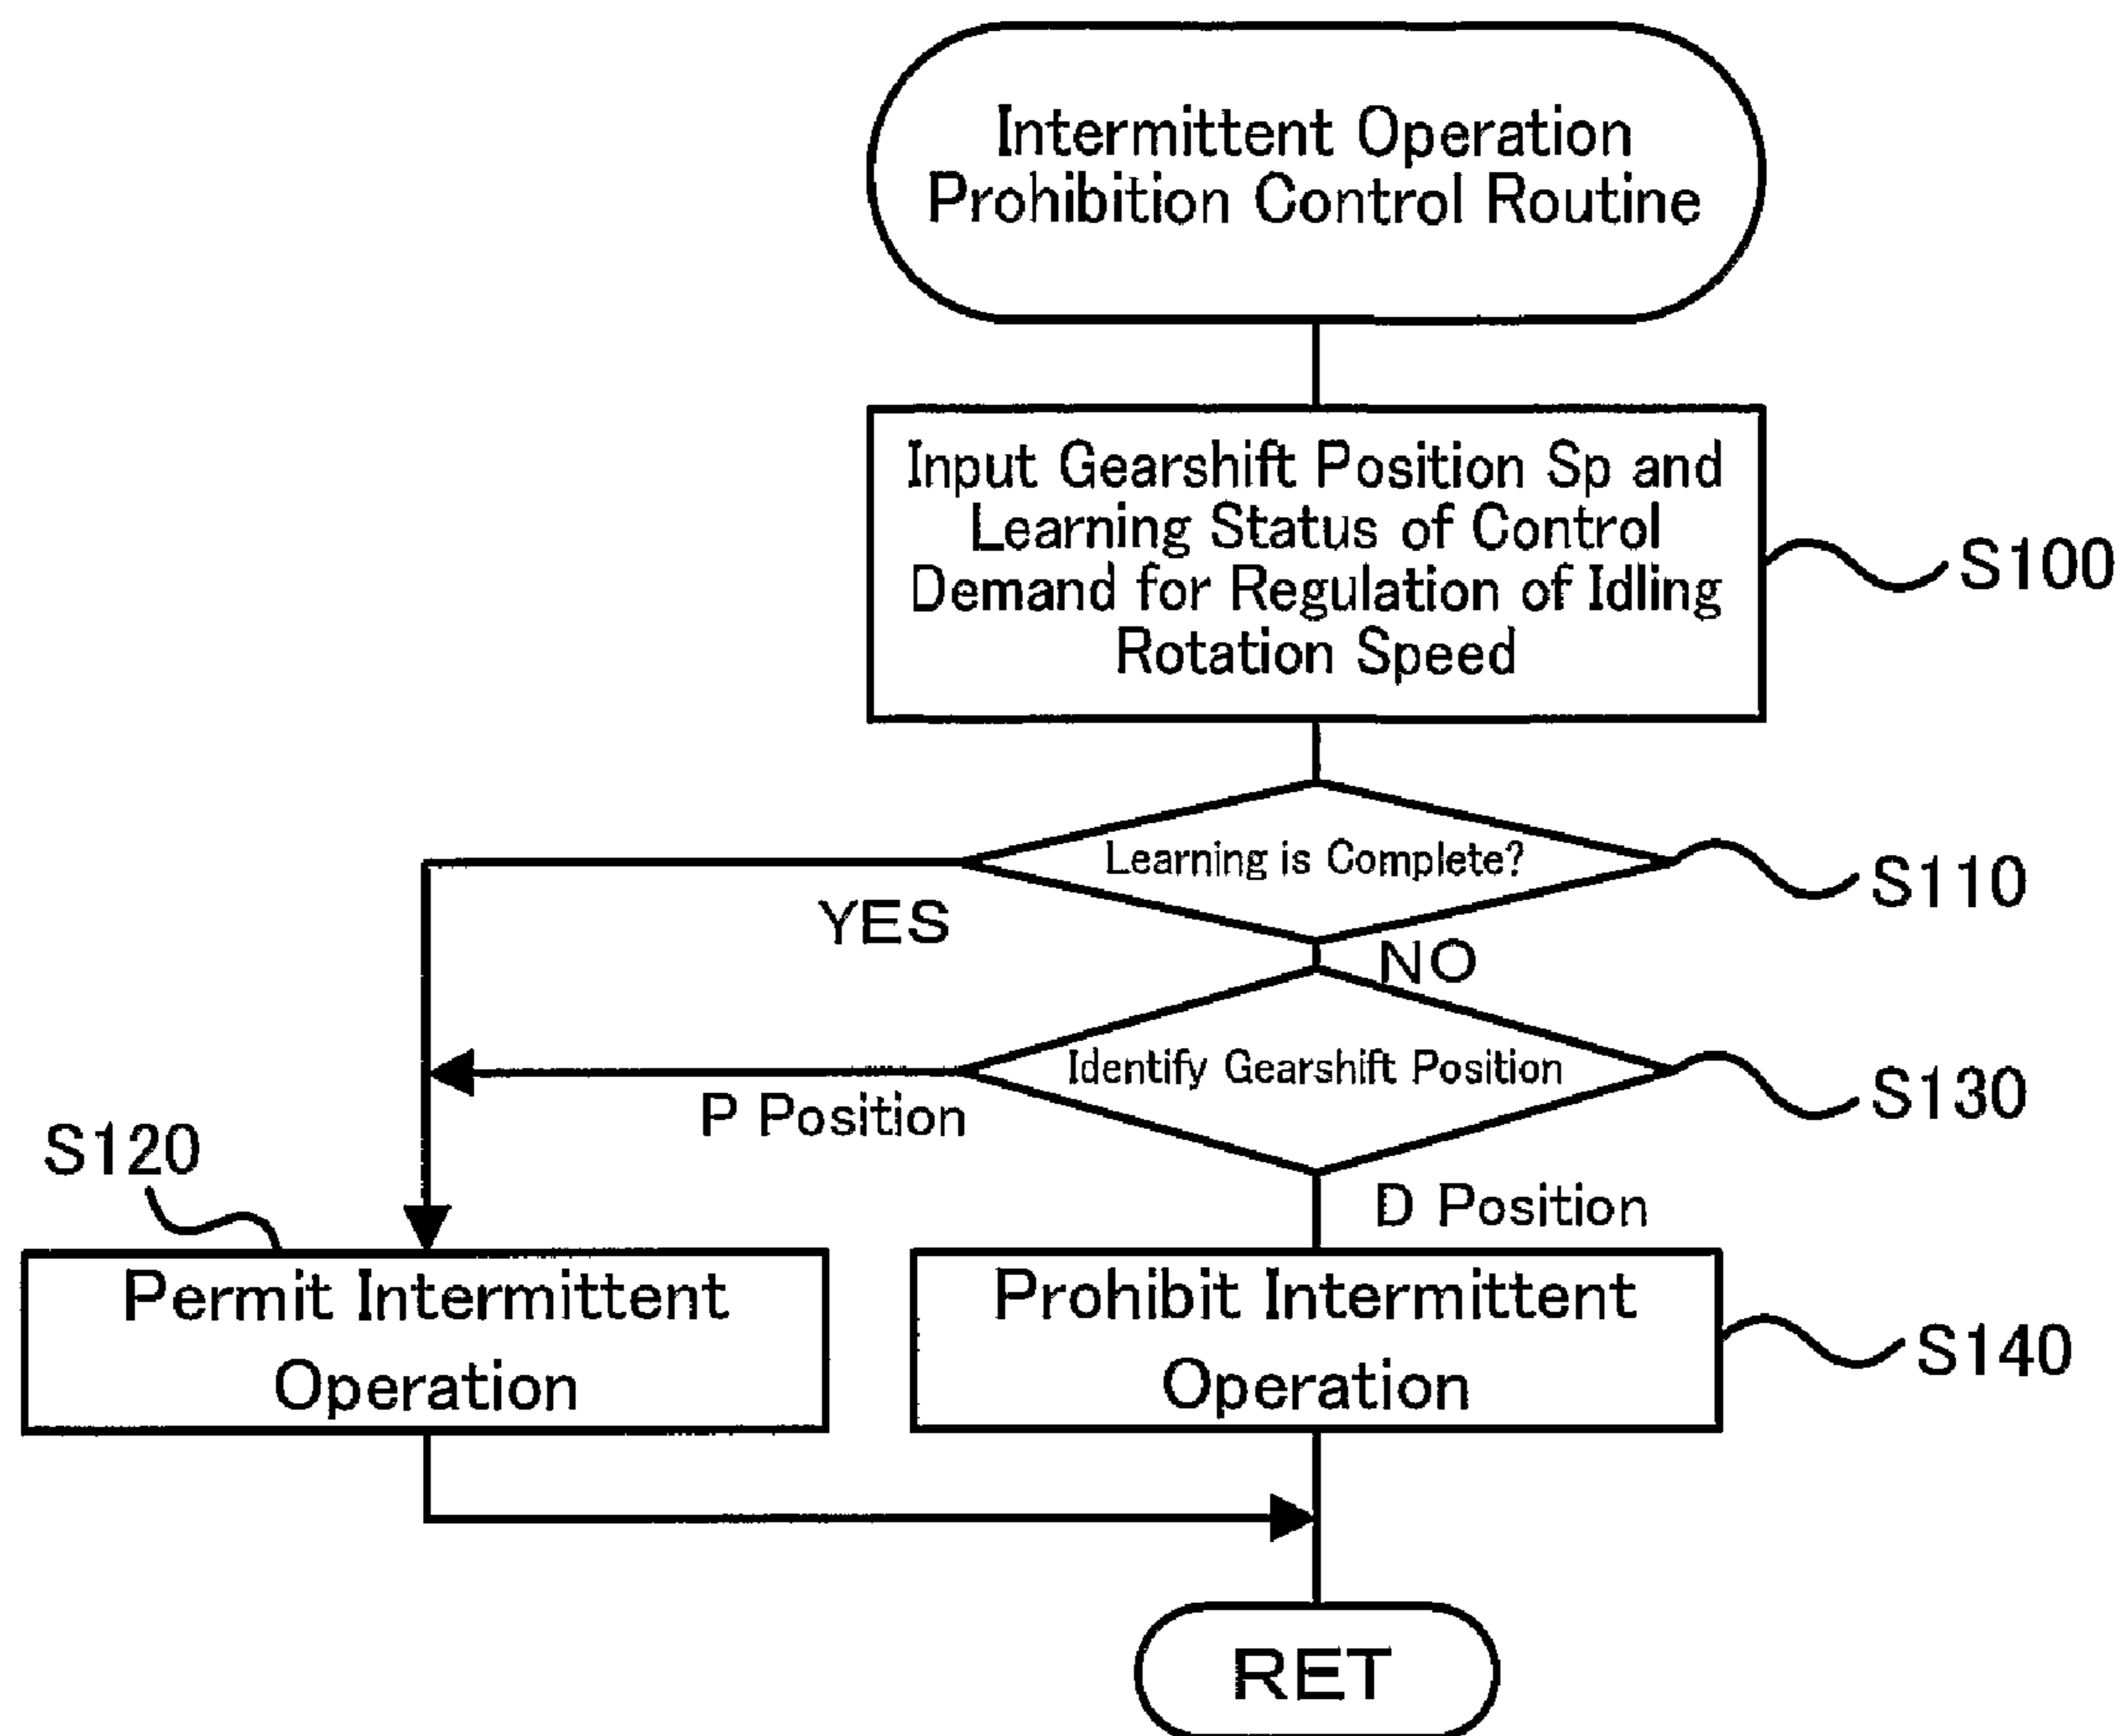 Intermittent Operation
Prohibition Control Routine
Input Gearshift Position Sp and
Learning Status of Control
Demand for Regulation of Idling
Rotation Speed
S100
Learning is Complete?
S110
YES
NO
Identify Gearshift Position
S130
P Position
S120
D Position
Permit Intermittent
Operation
Prohibit Intermittent
Operation
S140
RET